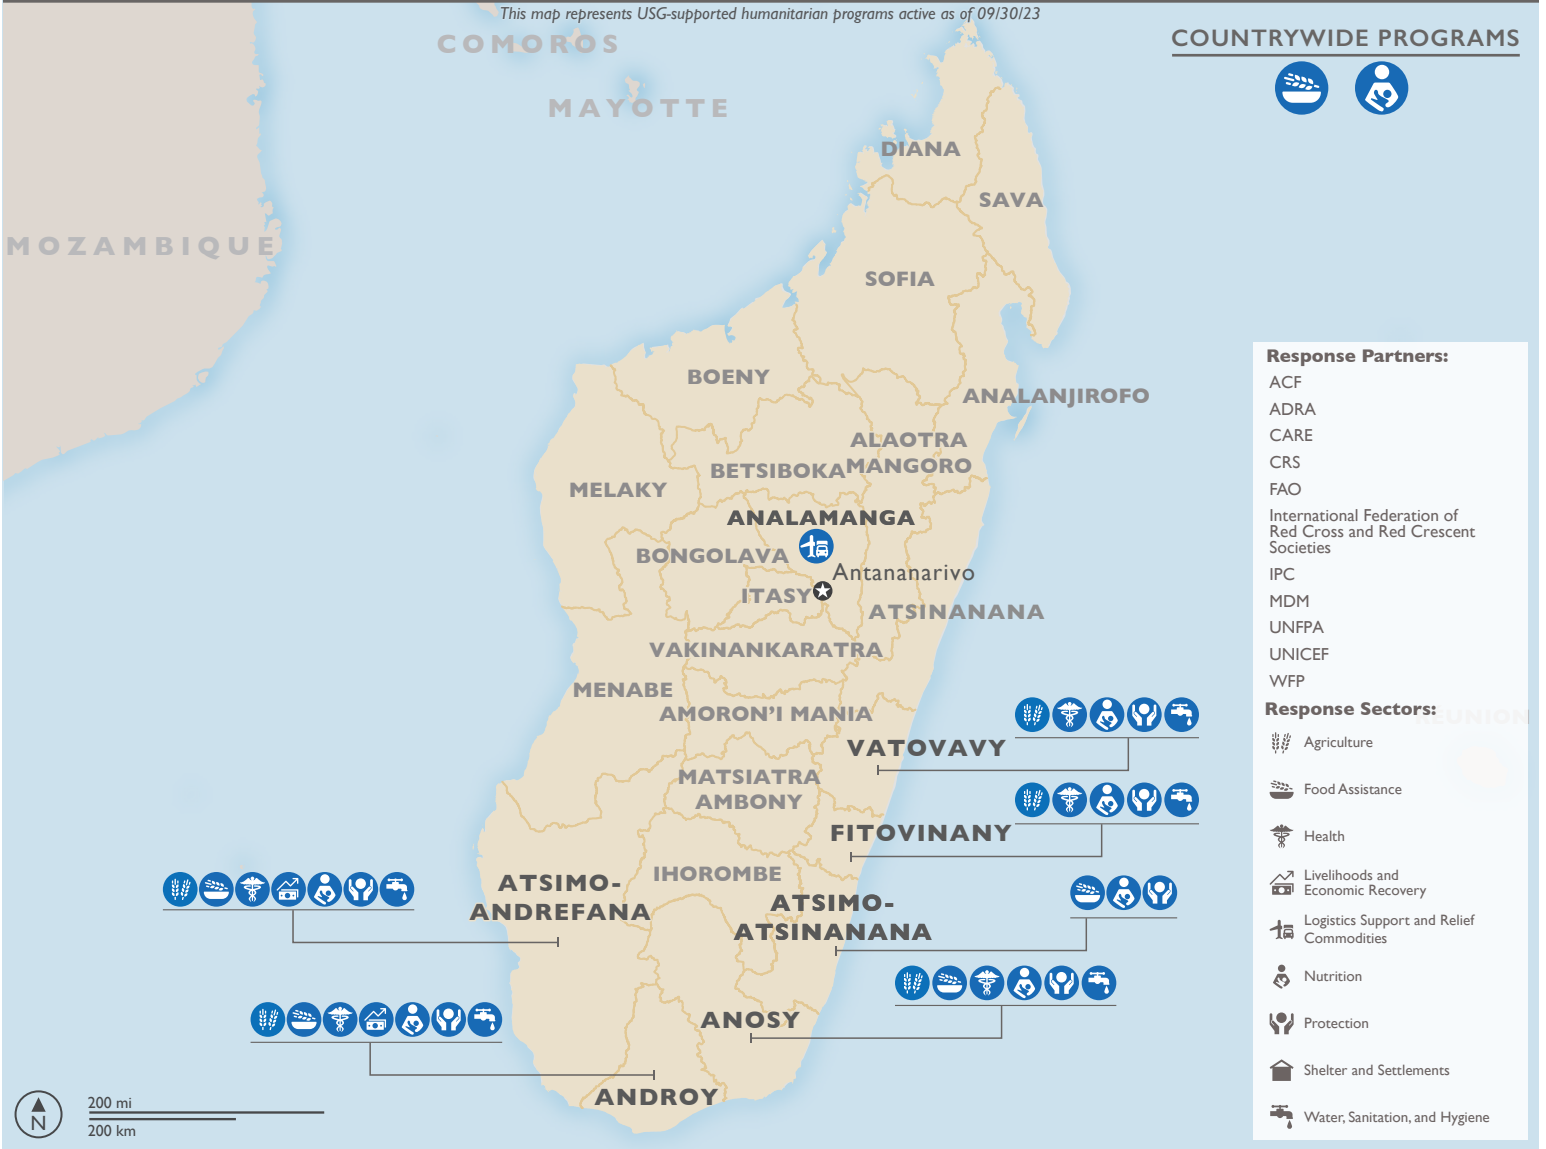 This map represents USG-supported humanitarian programs active as of 09/30/23
COUNTRYWIDE PROGRAMS
COMOROS
MAYOTTE
MOZAMBIQUE
DIANA
SAVA
SOFIA
BOENY
ANALANJIROFO
ALAOTRA
MANGORO
BETSIBOKA
MELAKY
ANALAMANGA
BONGOLAVA
Antananarivo
ITASY
ATSINANANA
VAKINANKARATRA
MENABE
AMORON'I MANIA
VATOVAVY
MATSIATRA
AMBONY
FITOVINANY
IHOROMBE
ATSIMO-
ANDREFANA
ATSIMO-
ATSINANANA
ANOSY
ANDROY
REUNION
Response Partners:
ACF
ADRA
CARE
CRS
FAO
International Federation of
Red Cross and Red Crescent
Societies
IPC
MDM
UNFPA
UNICEF
WFP
Response Sectors:
Agriculture
Food Assistance
Health
Livelihoods and
Economic Recovery
Logistics Support and Relief
Commodities
Nutrition
Protection
Shelter and Settlements
Water, Sanitation, and Hygiene
N
200 mi
200 km